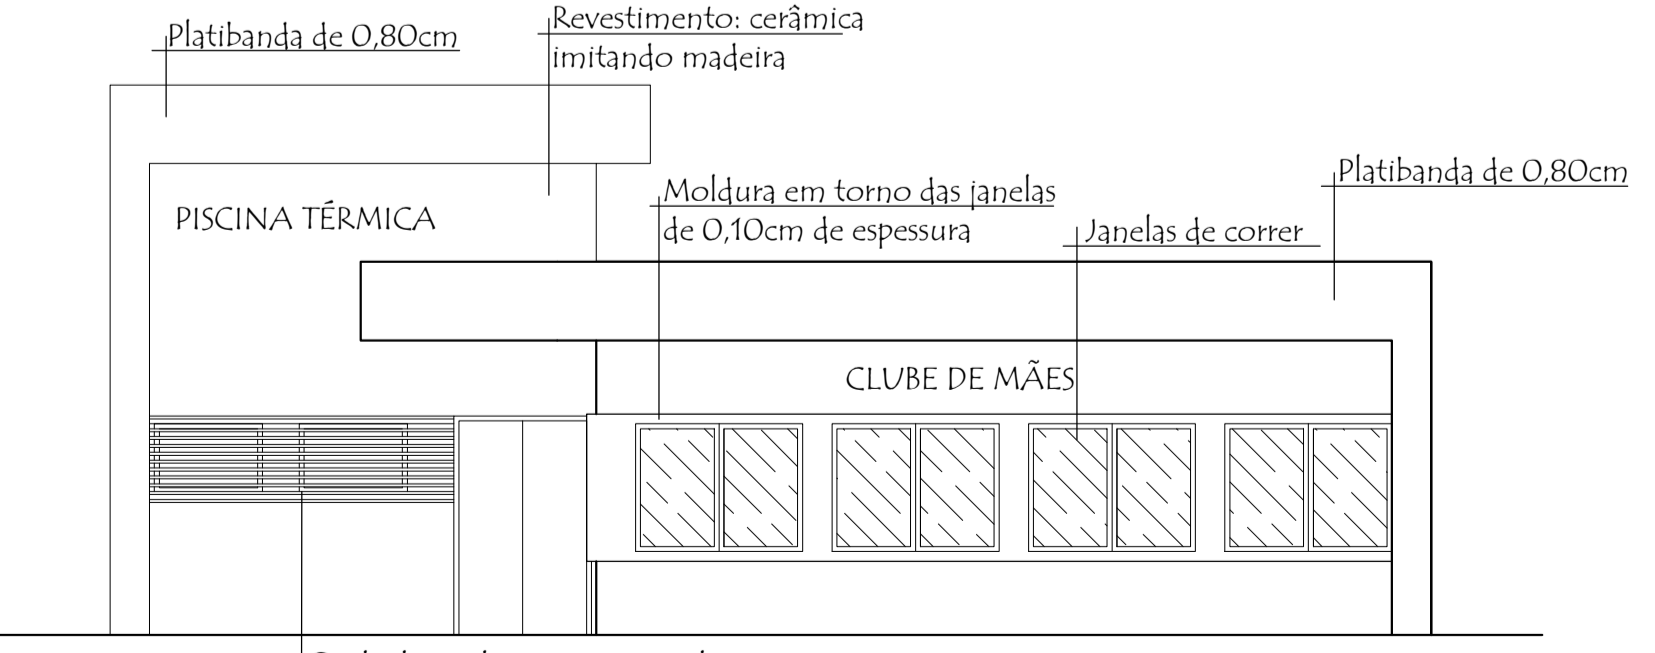 Platibanda de 0,80cm
Revestimento: cerâmica
imitando madeira
PISCINA TÉRMICA
Moldura em torno das janelas
de 0,10cm de espessura
Janelas de correr
Platibanda de 0,80cm
CLUBE DE MÃES